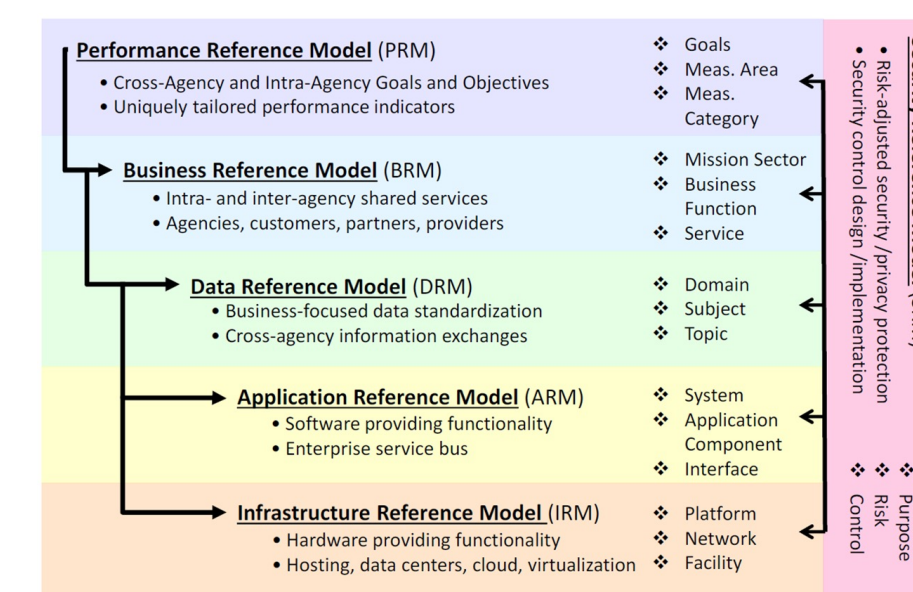 Performance Reference Model (PRM)
• Cross-Agency and Intra-Agency Goals and Objectives
• Uniquely tailored performance indicators
❖ Goals
❖ Meas. Area
❖ Meas.
Category
Business Reference Model (BRM)
• Intra- and inter-agency shared services
• Agencies, customers, partners, providers
❖ Mission Sector
❖ Business
Function
❖ Service
Data Reference Model (DRM)
• Business-focused data standardization
• Cross-agency information exchanges
❖ Domain
❖ Subject
❖ Topic
Application Reference Model (ARM)
• Software providing functionality
• Enterprise service bus
❖ System
❖ Application
Component
❖ Interface
Infrastructure Reference Model (IRM)
• Hardware providing functionality
• Hosting, data centers, cloud, virtualization
❖ Platform
❖ Network
❖ Facility
• Risk-adjusted security /privacy protection
• Security control design /implementation
❖ Purpose
❖ Risk
❖ Control